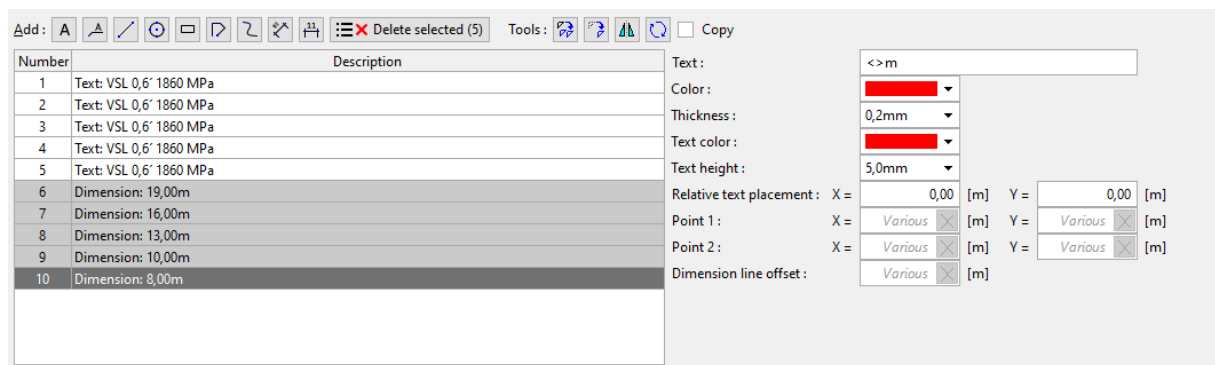 Add : A A 11 Delete selected (5) Tools : Copy
Number Description
1 Text: VSL 0,6´ 1860 MPa
2 Text: VSL 0,6´ 1860 MPa
3 Text: VSL 0,6´ 1860 MPa
4 Text: VSL 0,6´ 1860 MPa
5 Text: VSL 0,6´ 1860 MPa
6 Dimension: 19,00m
7 Dimension: 16,00m
8 Dimension: 13,00m
9 Dimension: 10,00m
10 Dimension: 8,00m
Text : <>m
Color :
Thickness : 0,2mm
Text color :
Text height : 5,0mm
Relative text placement : X = 0,00 [m] Y = 0,00 [m]
Point 1 : X = Various [m] Y = Various [m]
Point 2 : X = Various [m] Y = Various [m]
Dimension line offset : Various [m]